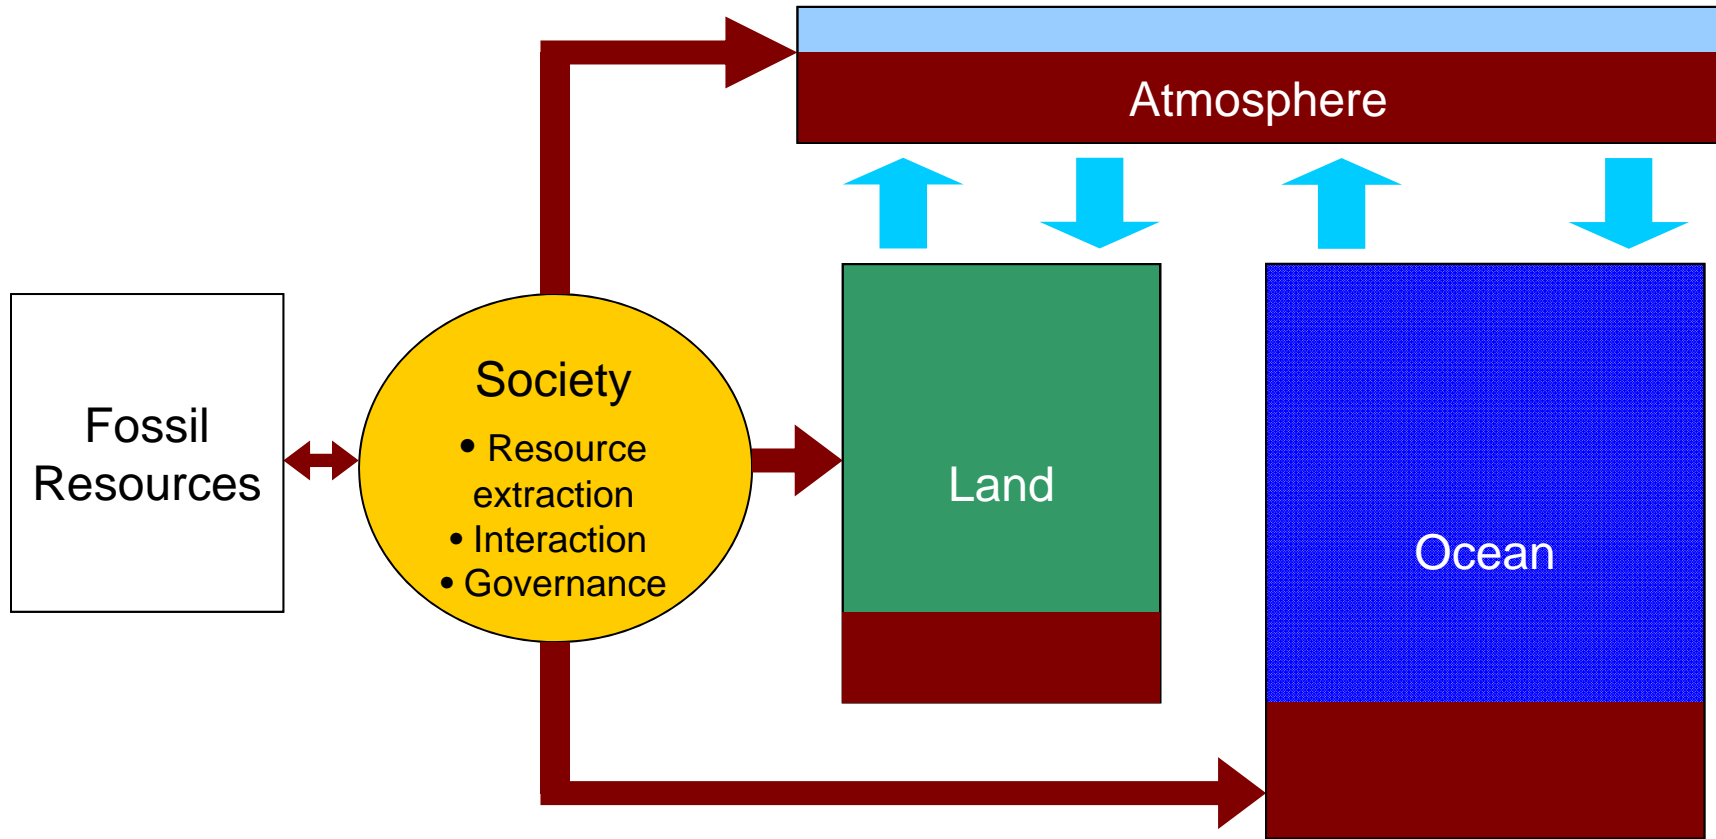 Atmosphere
Fossil
Resources
Society
• Resource
extraction
• Interaction
• Governance
Land
Ocean